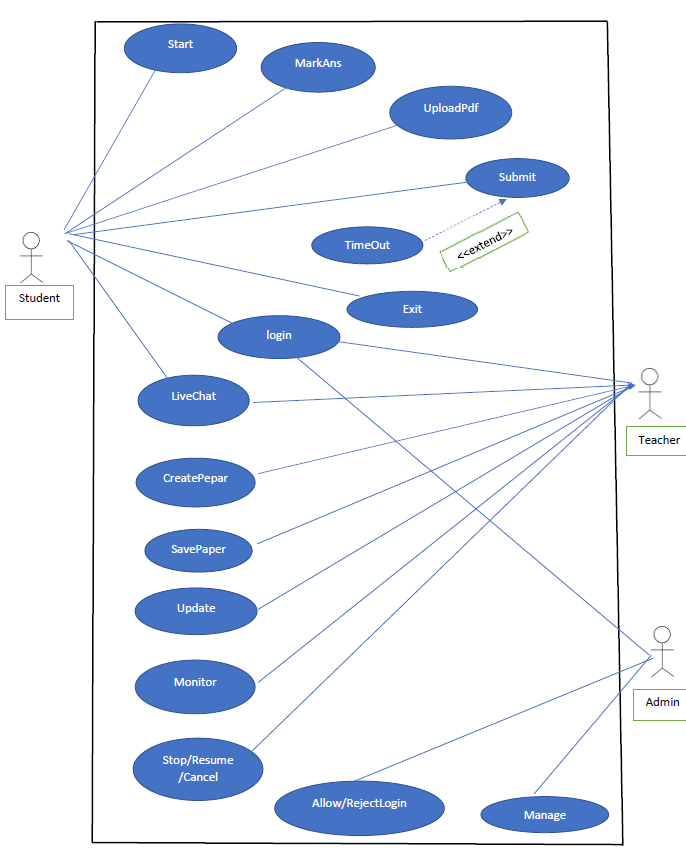 Start
MarkAns
UploadPdf
Submit
TimeOut
<<extend>>
Student
Exit
login
LiveChat
Teacher
CreatePepar
SavePaper
Update
Monitor
Admin
Stop/Resume
/Cancel
Allow/RejectLogin
Manage